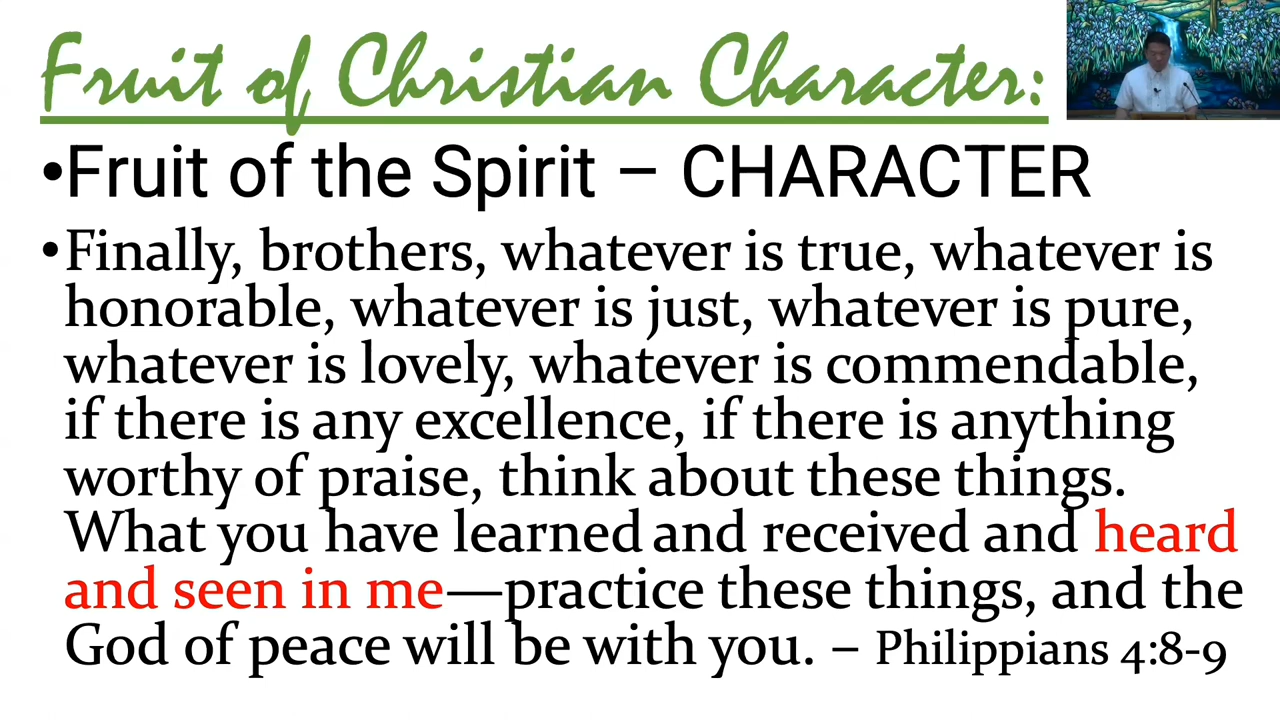 Fruit of Christian Character:
•Fruit of the Spirit – CHARACTER
•Finally, brothers, whatever is true, whatever is
honorable, whatever is just, whatever is pure,
whatever is lovely, whatever is commendable,
if there is any excellence, if there is anything
worthy of praise, think about these things.
What you have learned and received and heard
and seen in me—practice these things, and the
God of peace will be with you. – Philippians 4:8-9